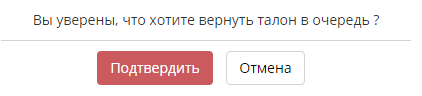 Вы уверены, что хотите вернуть талон в очередь ?
Подтвердить Отмена